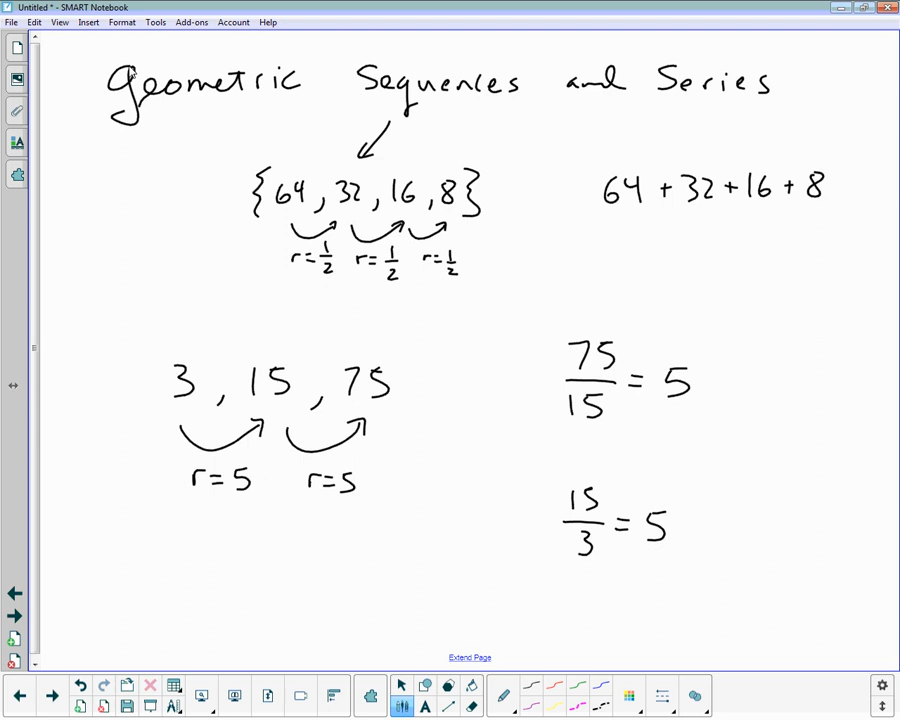 Untitled * - SMART Notebook
File Edit View Insert Format Tools Add-ons Account Help
Geometric Sequences and Series
{64, 32, 16, 8}
64 + 32 + 16 + 8
r = 1/2 r = 1/2 r = 1/2
3, 15, 75
75/15 = 5
r = 5 r = 5
15/3 = 5
Extend Page